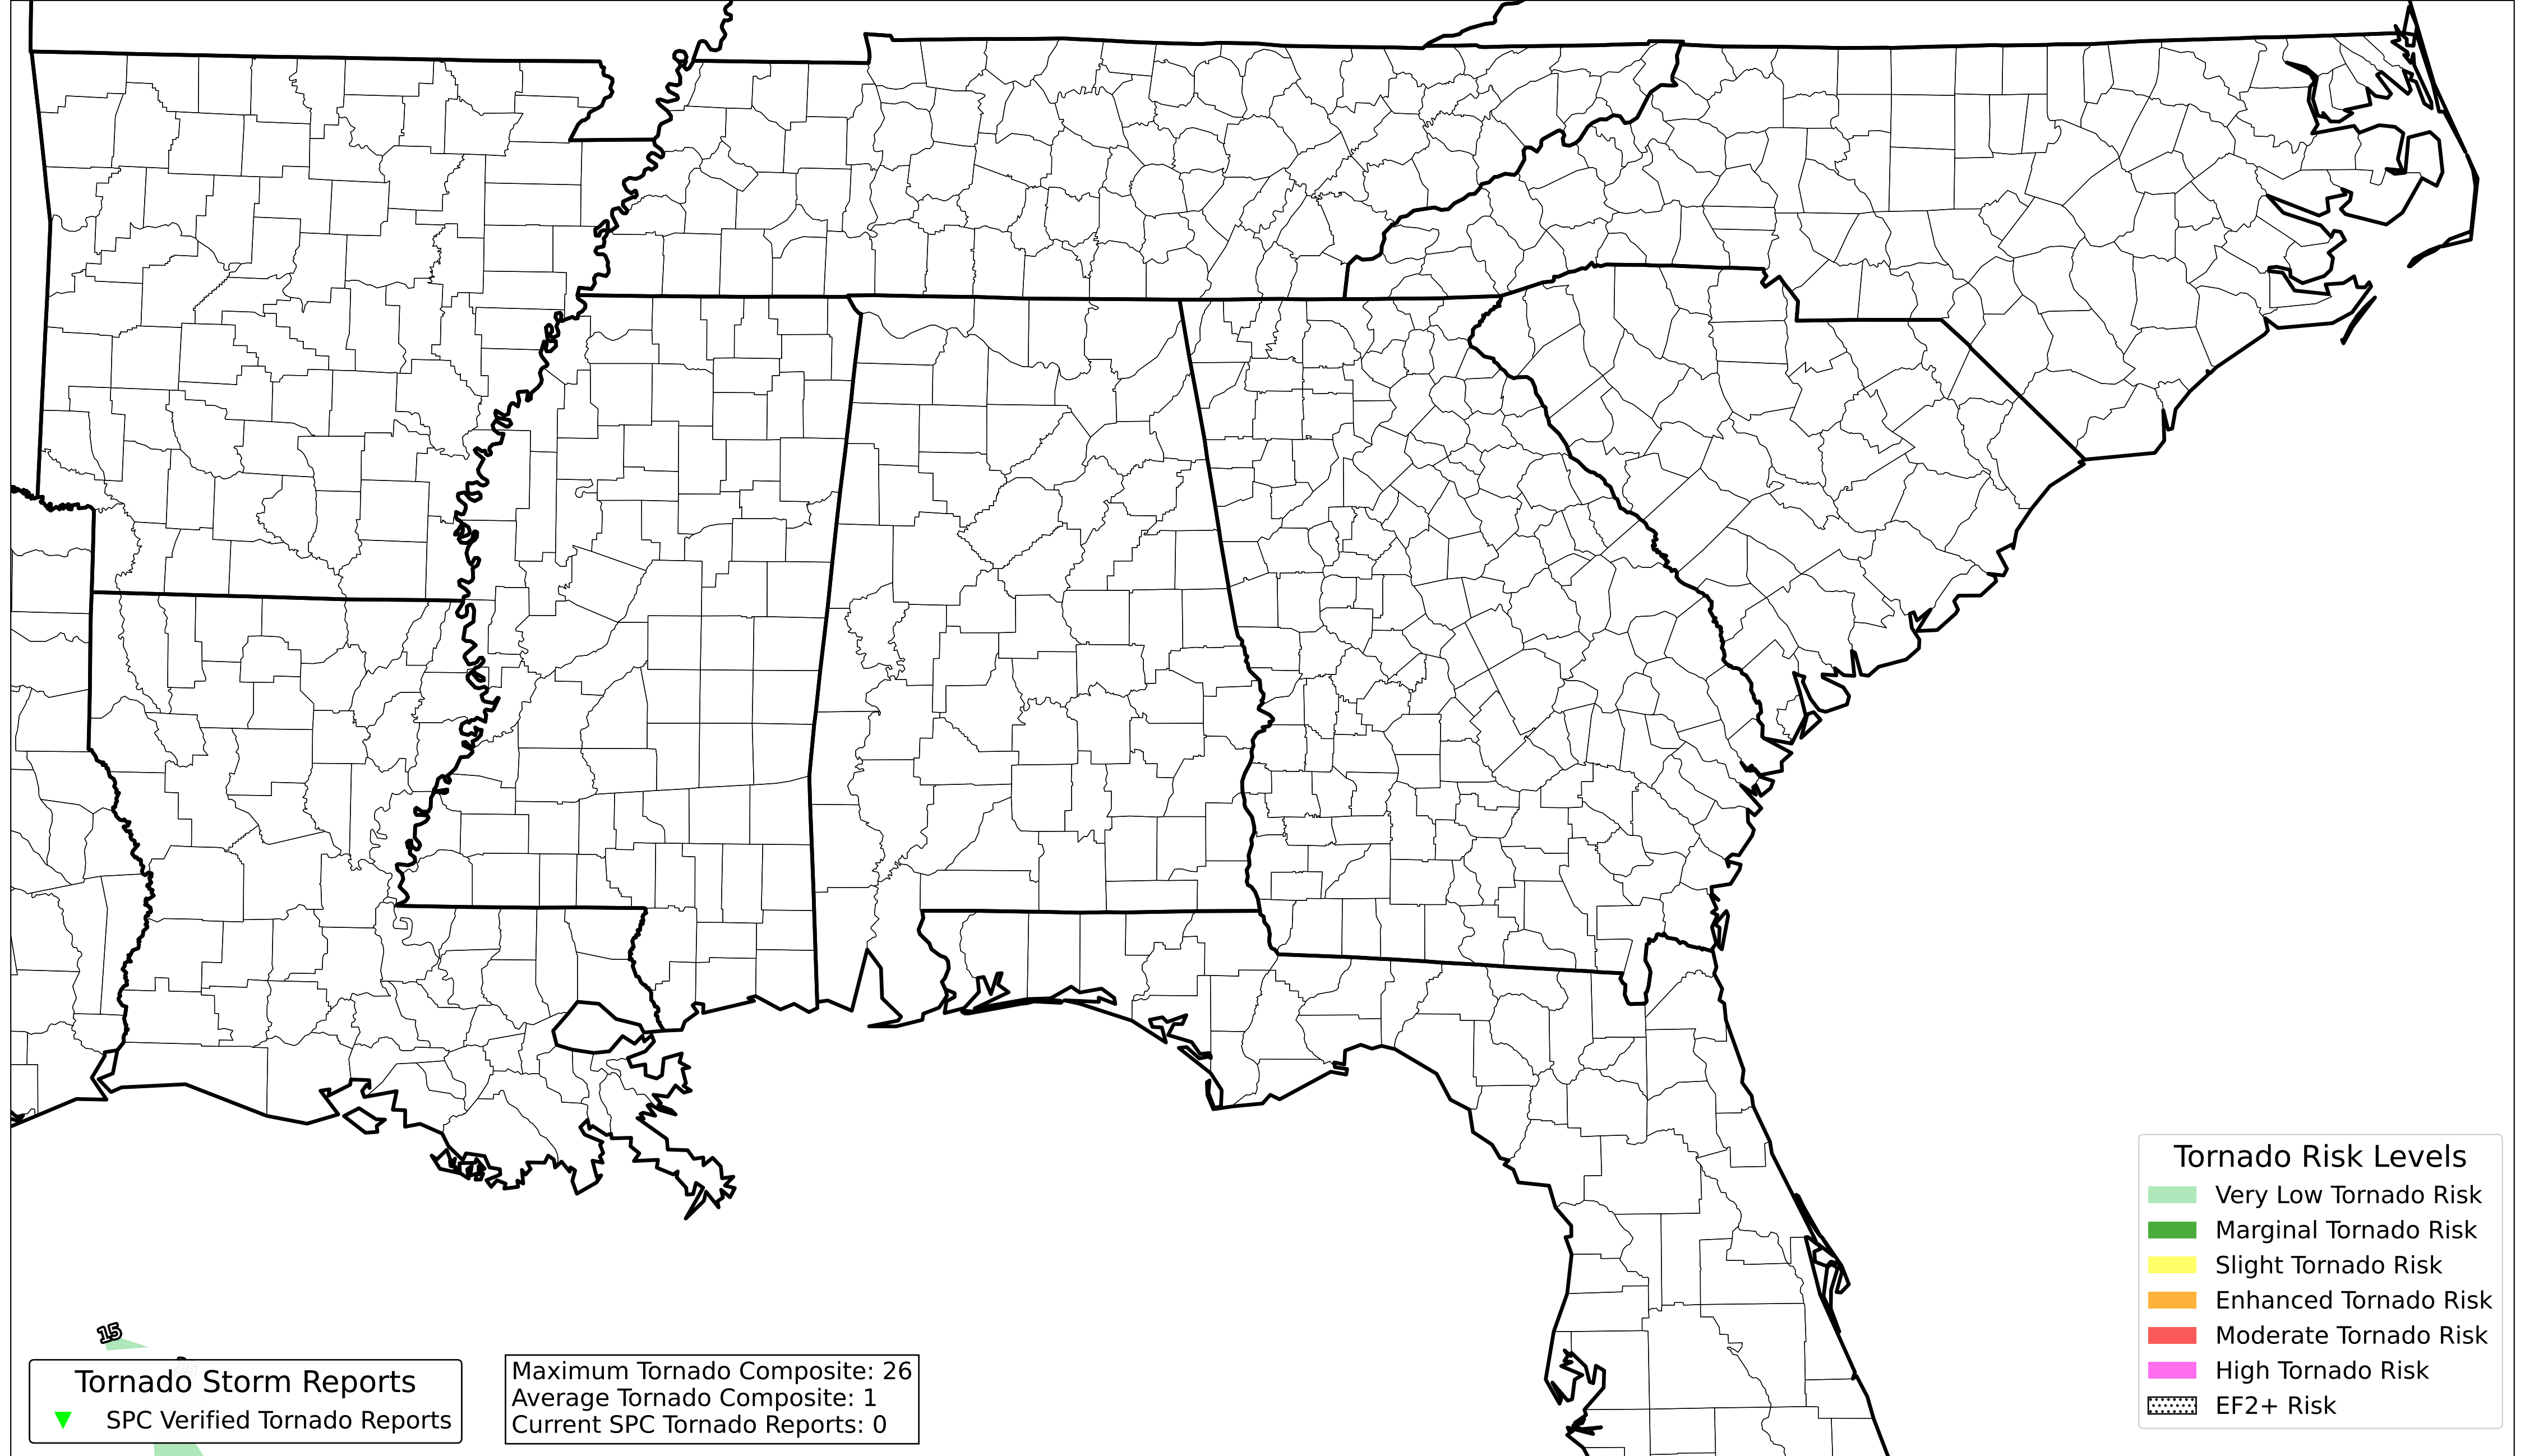 15
Tornado Storm Reports
SPC Verified Tornado Reports
Maximum Tornado Composite: 26
Average Tornado Composite: 1
Current SPC Tornado Reports: 0
Tornado Risk Levels
Very Low Tornado Risk
Marginal Tornado Risk
Slight Tornado Risk
Enhanced Tornado Risk
Moderate Tornado Risk
High Tornado Risk
EF2+ Risk